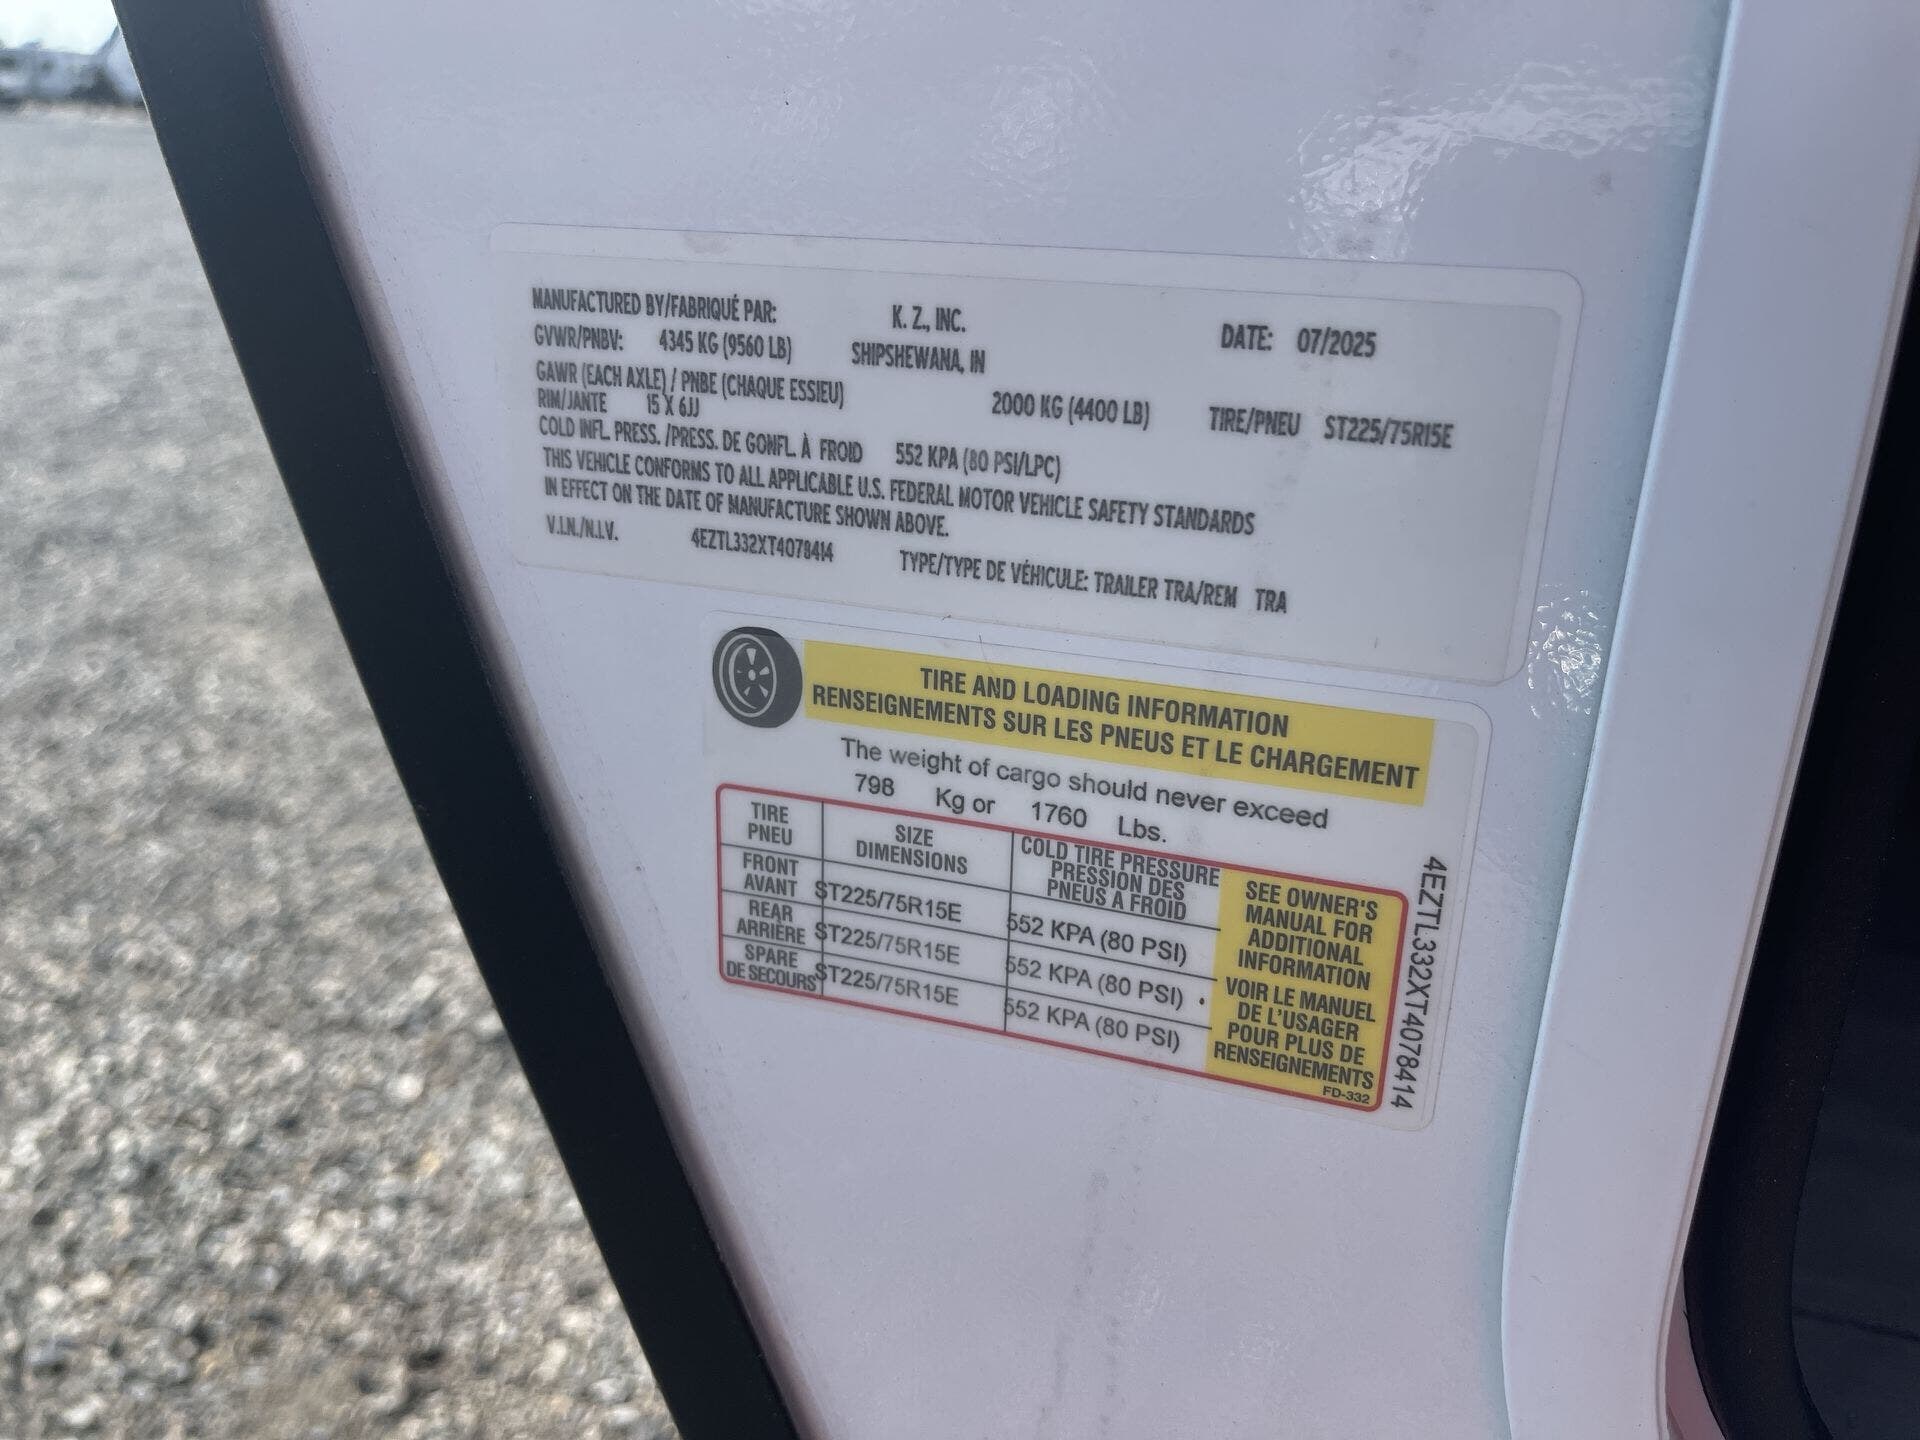 MANUFACTURED BY/FABRIQUÉ PAR: K. Z., INC. DATE: 07/2025
GVWR/PNBV: 4345 KG (9560 LB) SHIPSHEWANA, IN
GAWR (EACH AXLE) / PNBE (CHAQUE ESSIEU) 2000 KG (4400 LB) TIRE/PNEU ST225/75R15E
RIM/JANTE 15 X 6JJ
COLD INFL. PRESS. /PRESS. DE GONFL. À FROID 552 KPA (80 PSI/LPC)
THIS VEHICLE CONFORMS TO ALL APPLICABLE U.S. FEDERAL MOTOR VEHICLE SAFETY STANDARDS
IN EFFECT ON THE DATE OF MANUFACTURE SHOWN ABOVE.
V.I.N./N.I.V. 4EZTL332XT4078414 TYPE/TYPE DE VÉHICULE: TRAILER TRA/REM TRA
TIRE AND LOADING INFORMATION
RENSEIGNEMENTS SUR LES PNEUS ET LE CHARGEMENT
The weight of cargo should never exceed
798 Kg or 1760 Lbs.
TIRE
PNEU
SIZE
DIMENSIONS
COLD TIRE PRESSURE
PRESSION DES
PNEUS A FROID
FRONT
AVANT
ST225/75R15E
552 KPA (80 PSI)
REAR
ARRIÈRE
ST225/75R15E
552 KPA (80 PSI)
SPARE
DE SECOURS
ST225/75R15E
552 KPA (80 PSI)
SEE OWNER'S
MANUAL FOR
ADDITIONAL
INFORMATION
VOIR LE MANUEL
DE L'USAGER
POUR PLUS DE
RENSEIGNEMENTS
FD-332
4EZTL332XT4078414